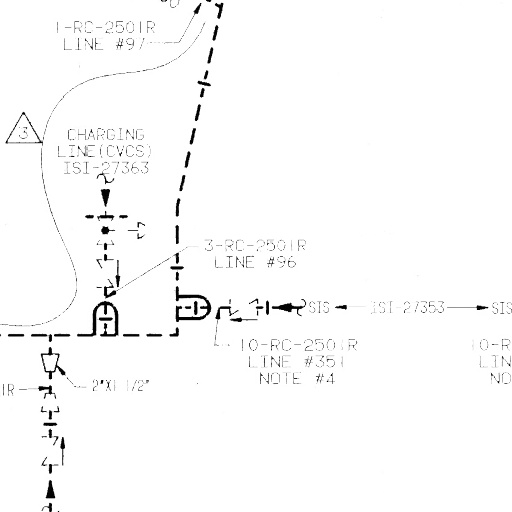 1-RC-2501R
LINE #97
3
CHARGING
LINE(CVCS)
ISI-27363
3-RC-2501R
LINE #96
SIS
ISI-27353
SIS
10-RC-2501R
LINE #351
NOTE #4
10-R
LIN
NO
2"X1 1/2"
1R